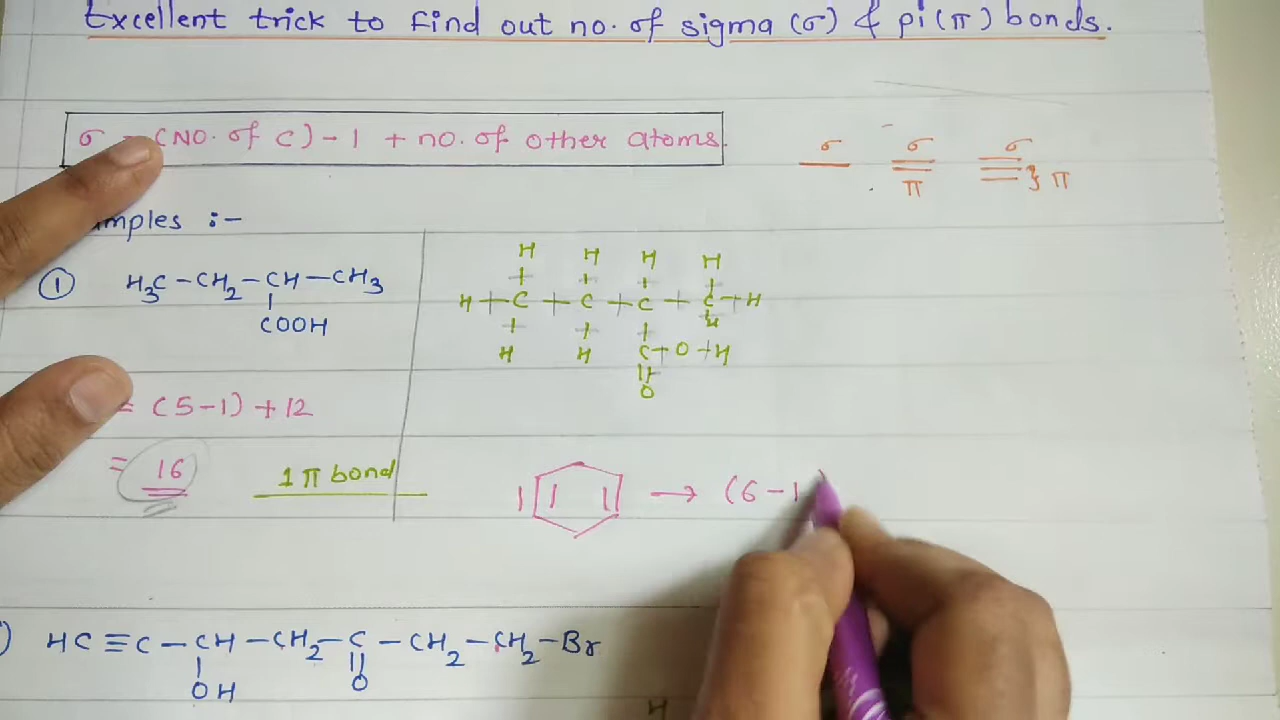 Excellent trick to find out no. of sigma (σ) & pi(π) bonds.
σ = (No. of C) - 1 + no. of other atoms.
σ σ σ
π } π
mples :-
① H₃C - CH₂ - CH - CH₃
COOH
H H H H
H C C C C H
H H C O H H
O
= (5-1) + 12
= 16
1 π bond
→ (6-1
) HC ≡ C - CH - CH₂ - C - CH₂ - CH₂ - Br
OH O
H